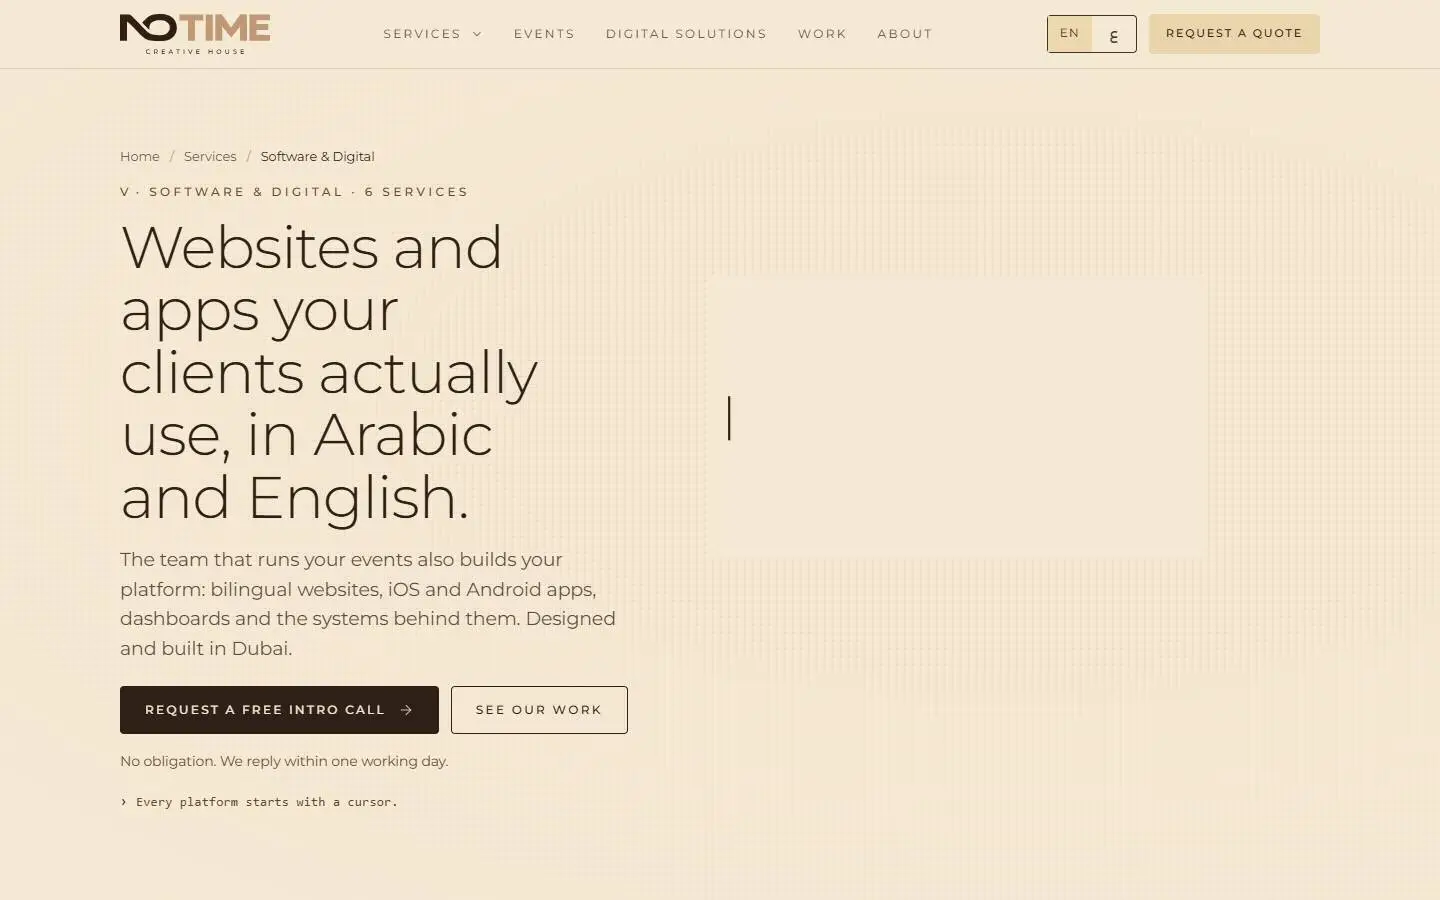 NOTIME
CREATIVE HOUSE
SERVICES
EVENTS
DIGITAL SOLUTIONS
WORK
ABOUT
EN
ع
REQUEST A QUOTE
Home / Services / Software & Digital
V · SOFTWARE & DIGITAL · 6 SERVICES
Websites and
apps your
clients actually
use, in Arabic
and English.
The team that runs your events also builds your
platform: bilingual websites, iOS and Android apps,
dashboards and the systems behind them. Designed
and built in Dubai.
REQUEST A FREE INTRO CALL →
SEE OUR WORK
No obligation. We reply within one working day.
› Every platform starts with a cursor.